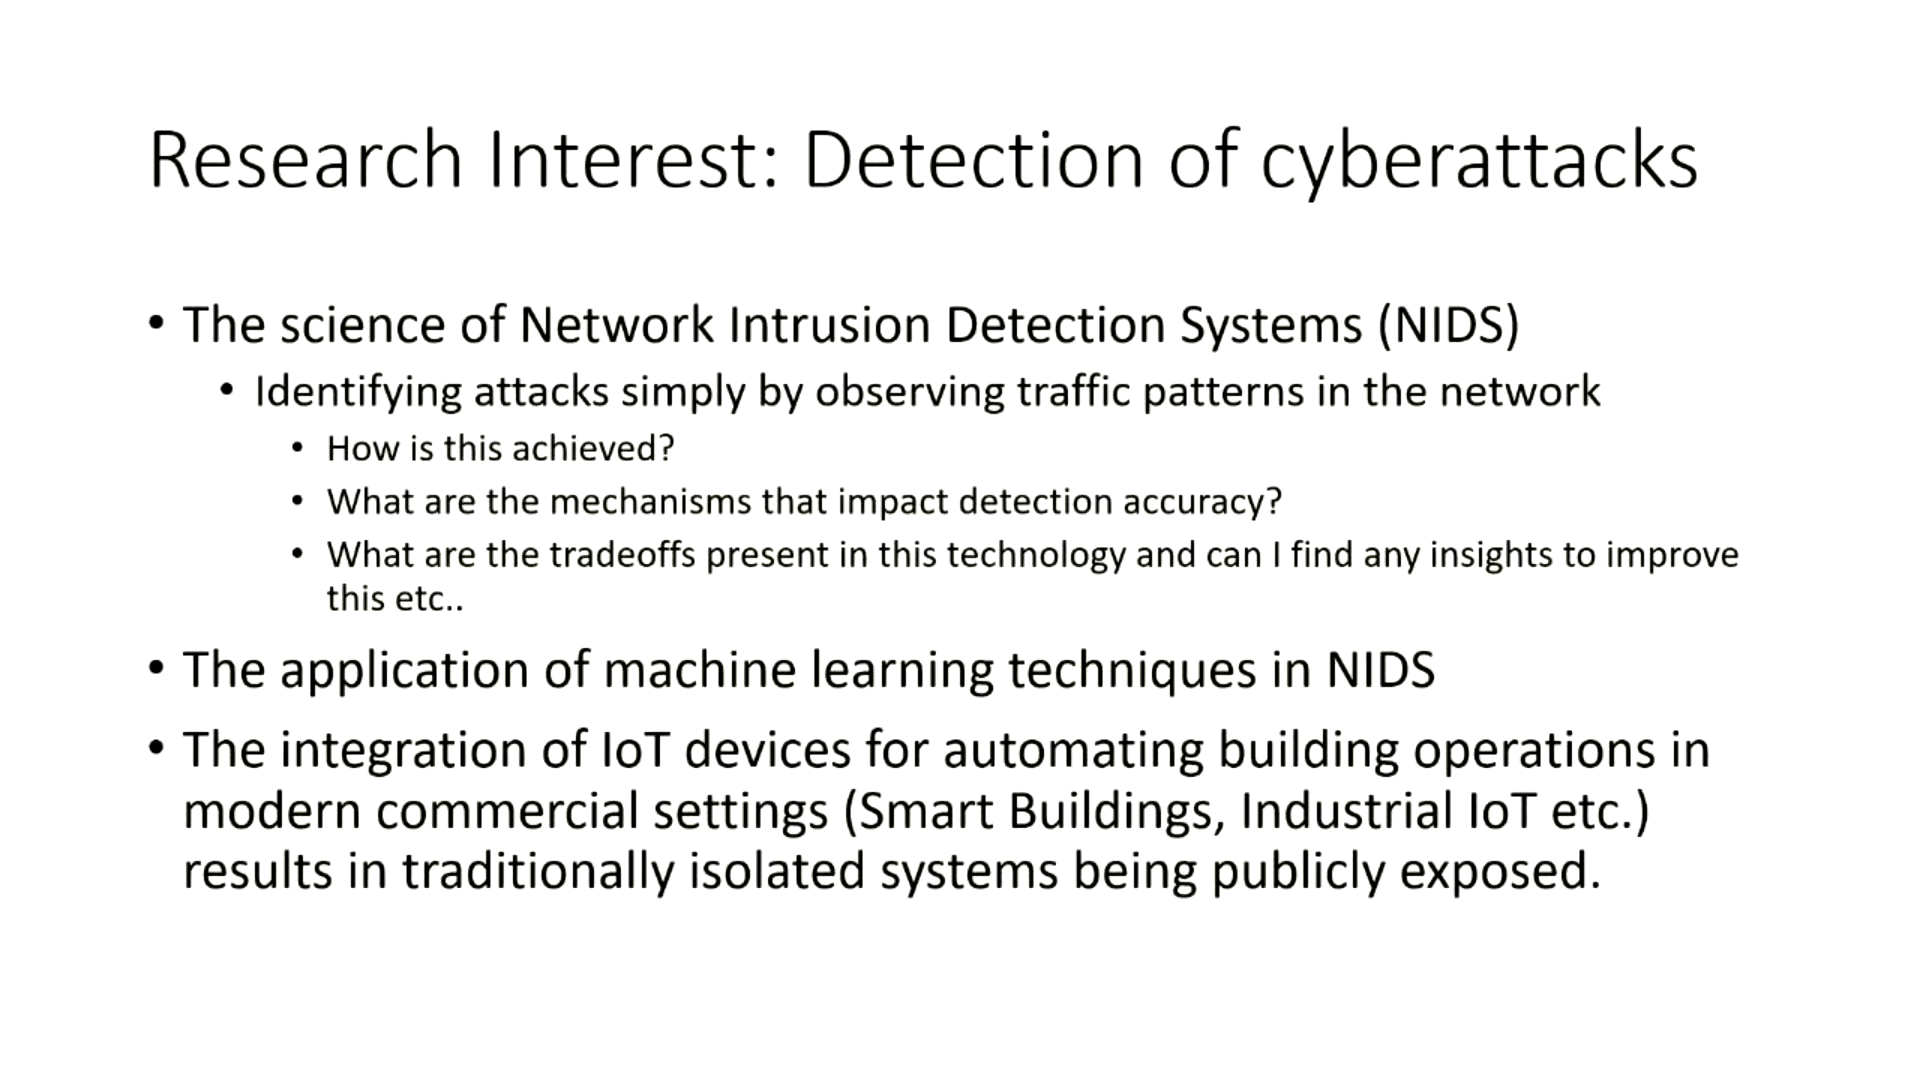 Research Interest: Detection of cyberattacks
• The science of Network Intrusion Detection Systems (NIDS)
• Identifying attacks simply by observing traffic patterns in the network
• How is this achieved?
• What are the mechanisms that impact detection accuracy?
• What are the tradeoffs present in this technology and can I find any insights to improve
this etc..
• The application of machine learning techniques in NIDS
• The integration of IoT devices for automating building operations in
modern commercial settings (Smart Buildings, Industrial IoT etc.)
results in traditionally isolated systems being publicly exposed.